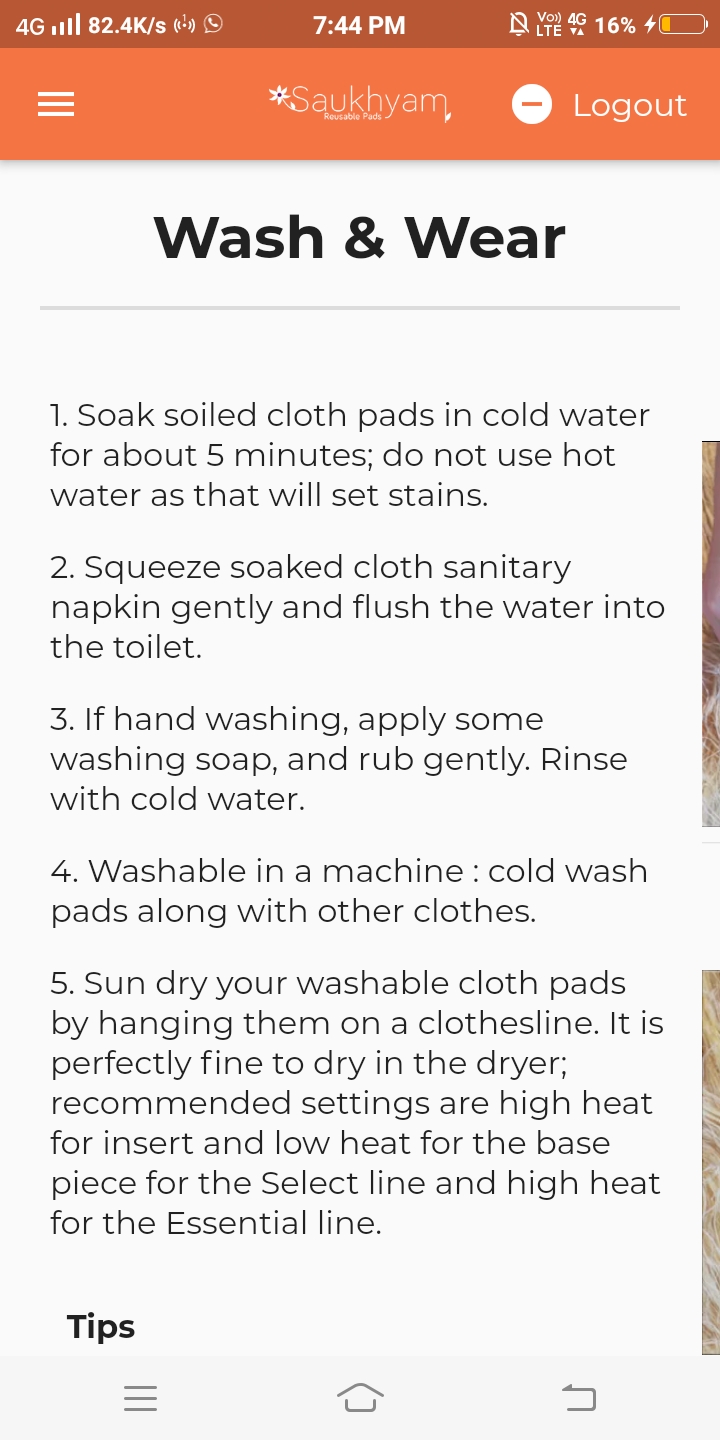 4G 82.4K/s 7:44 PM Vo)) LTE 4G 16%
Saukhyam Logout
Reusable Pads
Wash & Wear
1. Soak soiled cloth pads in cold water
for about 5 minutes; do not use hot
water as that will set stains.
2. Squeeze soaked cloth sanitary
napkin gently and flush the water into
the toilet.
3. If hand washing, apply some
washing soap, and rub gently. Rinse
with cold water.
4. Washable in a machine : cold wash
pads along with other clothes.
5. Sun dry your washable cloth pads
by hanging them on a clothesline. It is
perfectly fine to dry in the dryer;
recommended settings are high heat
for insert and low heat for the base
piece for the Select line and high heat
for the Essential line.
Tips